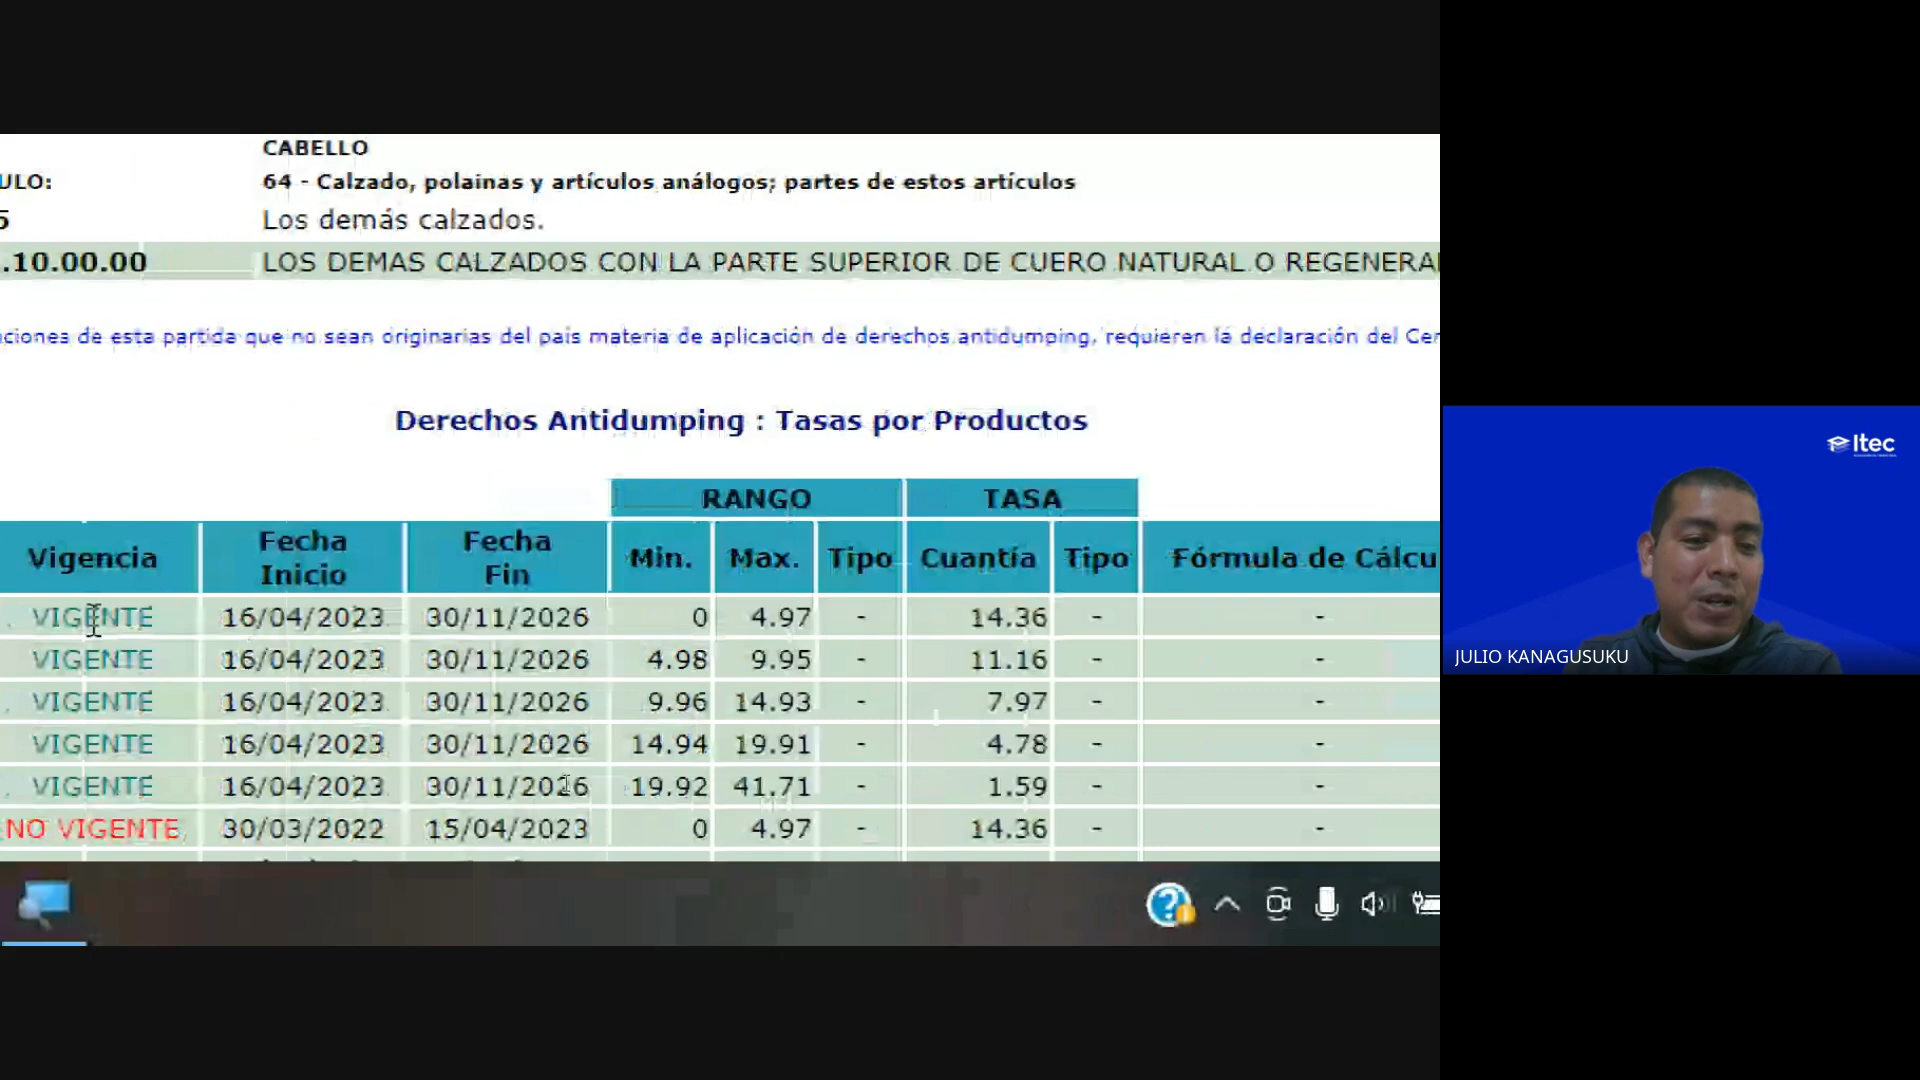 CABELLO
ULO: 64 - Calzado, polainas y artículos análogos; partes de estos artículos
5 Los demás calzados.
.10.00.00 LOS DEMAS CALZADOS CON LA PARTE SUPERIOR DE CUERO NATURAL O REGENERA
ciones de esta partida que no sean originarias del país materia de aplicación de derechos antidumping, requieren la declaración del Cer
Derechos Antidumping : Tasas por Productos
RANGO TASA
Vigencia Fecha Inicio Fecha Fin Min. Max. Tipo Cuantía Tipo Fórmula de Cálcu
VIGENTE 16/04/2023 30/11/2026 0 4.97 - 14.36 - -
VIGENTE 16/04/2023 30/11/2026 4.98 9.95 - 11.16 - -
VIGENTE 16/04/2023 30/11/2026 9.96 14.93 - 7.97 - -
VIGENTE 16/04/2023 30/11/2026 14.94 19.91 - 4.78 - -
VIGENTE 16/04/2023 30/11/2026 19.92 41.71 - 1.59 - -
NO VIGENTE 30/03/2022 15/04/2023 0 4.97 - 14.36 - -
Itec
JULIO KANAGUSUKU